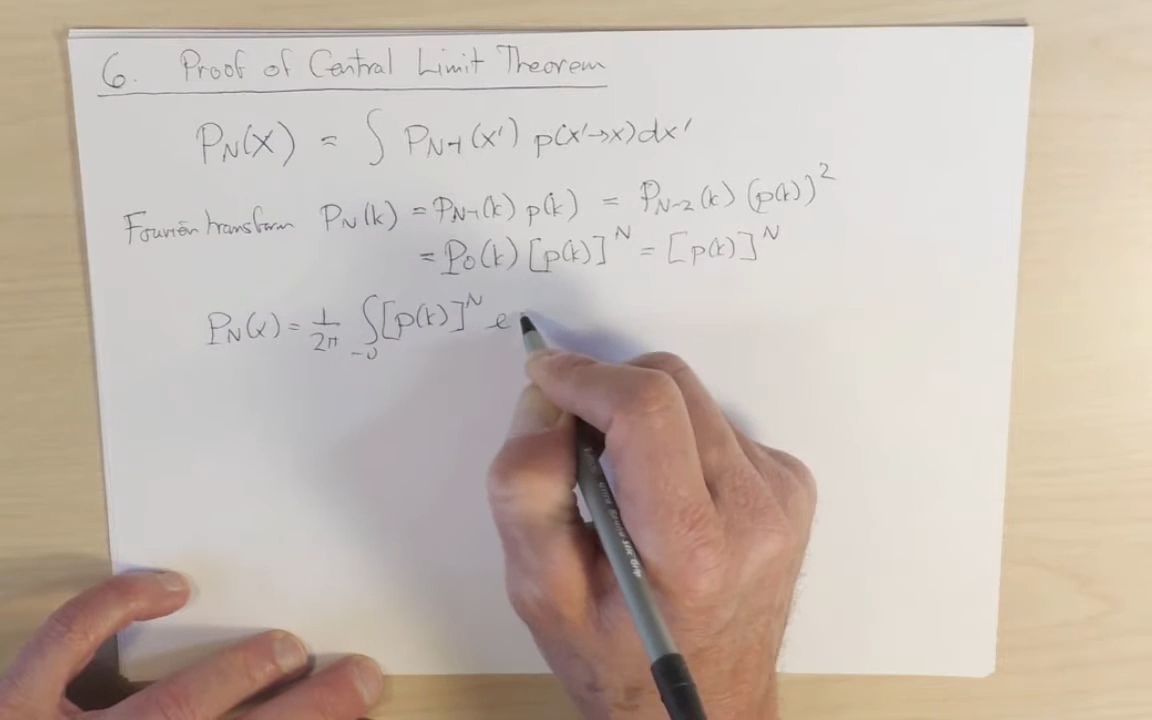 6. Proof of Central Limit Theorem
P_N(x) = ∫ P_{N-1}(x') p(x'→x)dx'
Fourier transform P_N(k) = P_{N-1}(k) p(k) = P_{N-2}(k) (p(k))^2
= P_0(k) [p(k)]^N = [p(k)]^N
P_N(x) = 1/2π ∫_{-∞} [p(k)]^N e